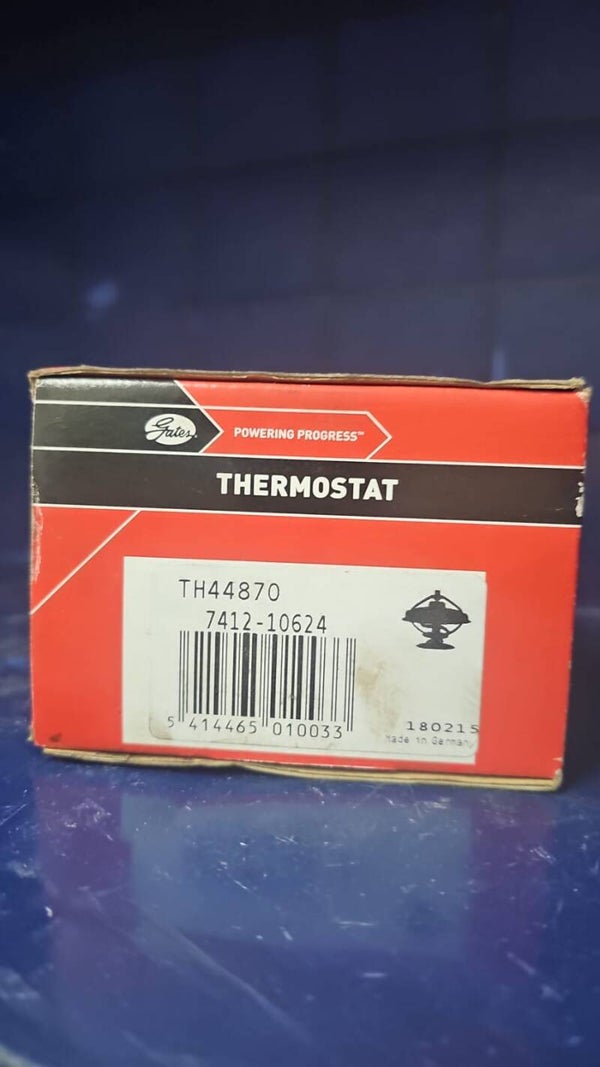 Gates
POWERING PROGRESS™
THERMOSTAT
TH44870
7412-10624
5 414465 010033
180215
Made in Germany